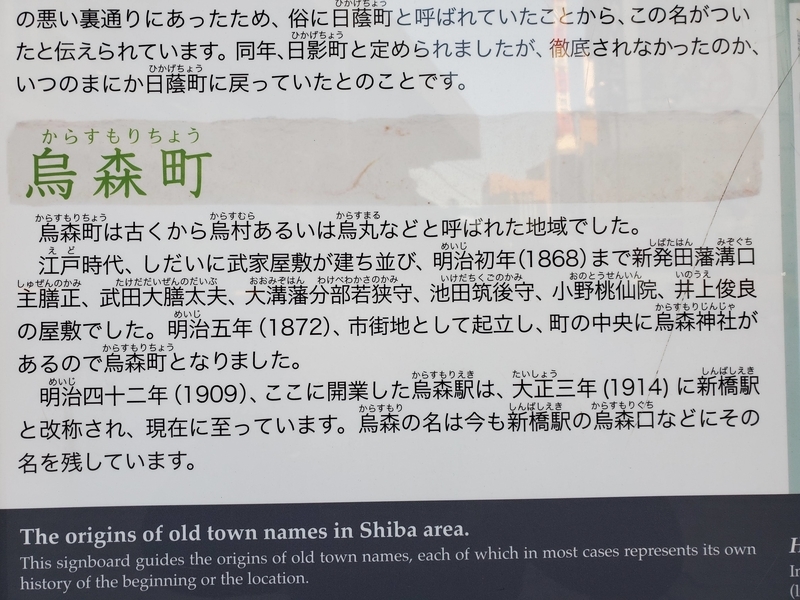 の悪い裏通りにあったため、俗に日蔭町と呼ばれていたことから、この名がつい
たと伝えられています。同年、日影町と定められましたが、徹底されなかったのか、
いつのまにか日蔭町に戻っていたとのことです。
からすもりちょう
烏森町
烏森町は古くから烏村あるいは烏丸などと呼ばれた地域でした。
江戸時代、しだいに武家屋敷が建ち並び、明治初年(1868)まで新発田藩溝口
主膳正、武田大膳太夫、大溝藩分部若狭守、池田筑後守、小野桃仙院、井上俊良
の屋敷でした。明治五年(1872)、市街地として起立し、町の中央に烏森神社が
あるので烏森町となりました。
明治四十二年(1909)、ここに開業した烏森駅は、大正三年(1914)に新橋駅
と改称され、現在に至っています。烏森の名は今も新橋駅の烏森口などにその
名を残しています。
The origins of old town names in Shiba area.
This signboard guides the origins of old town names, each of which in most cases represents its own
history of the beginning or the location.